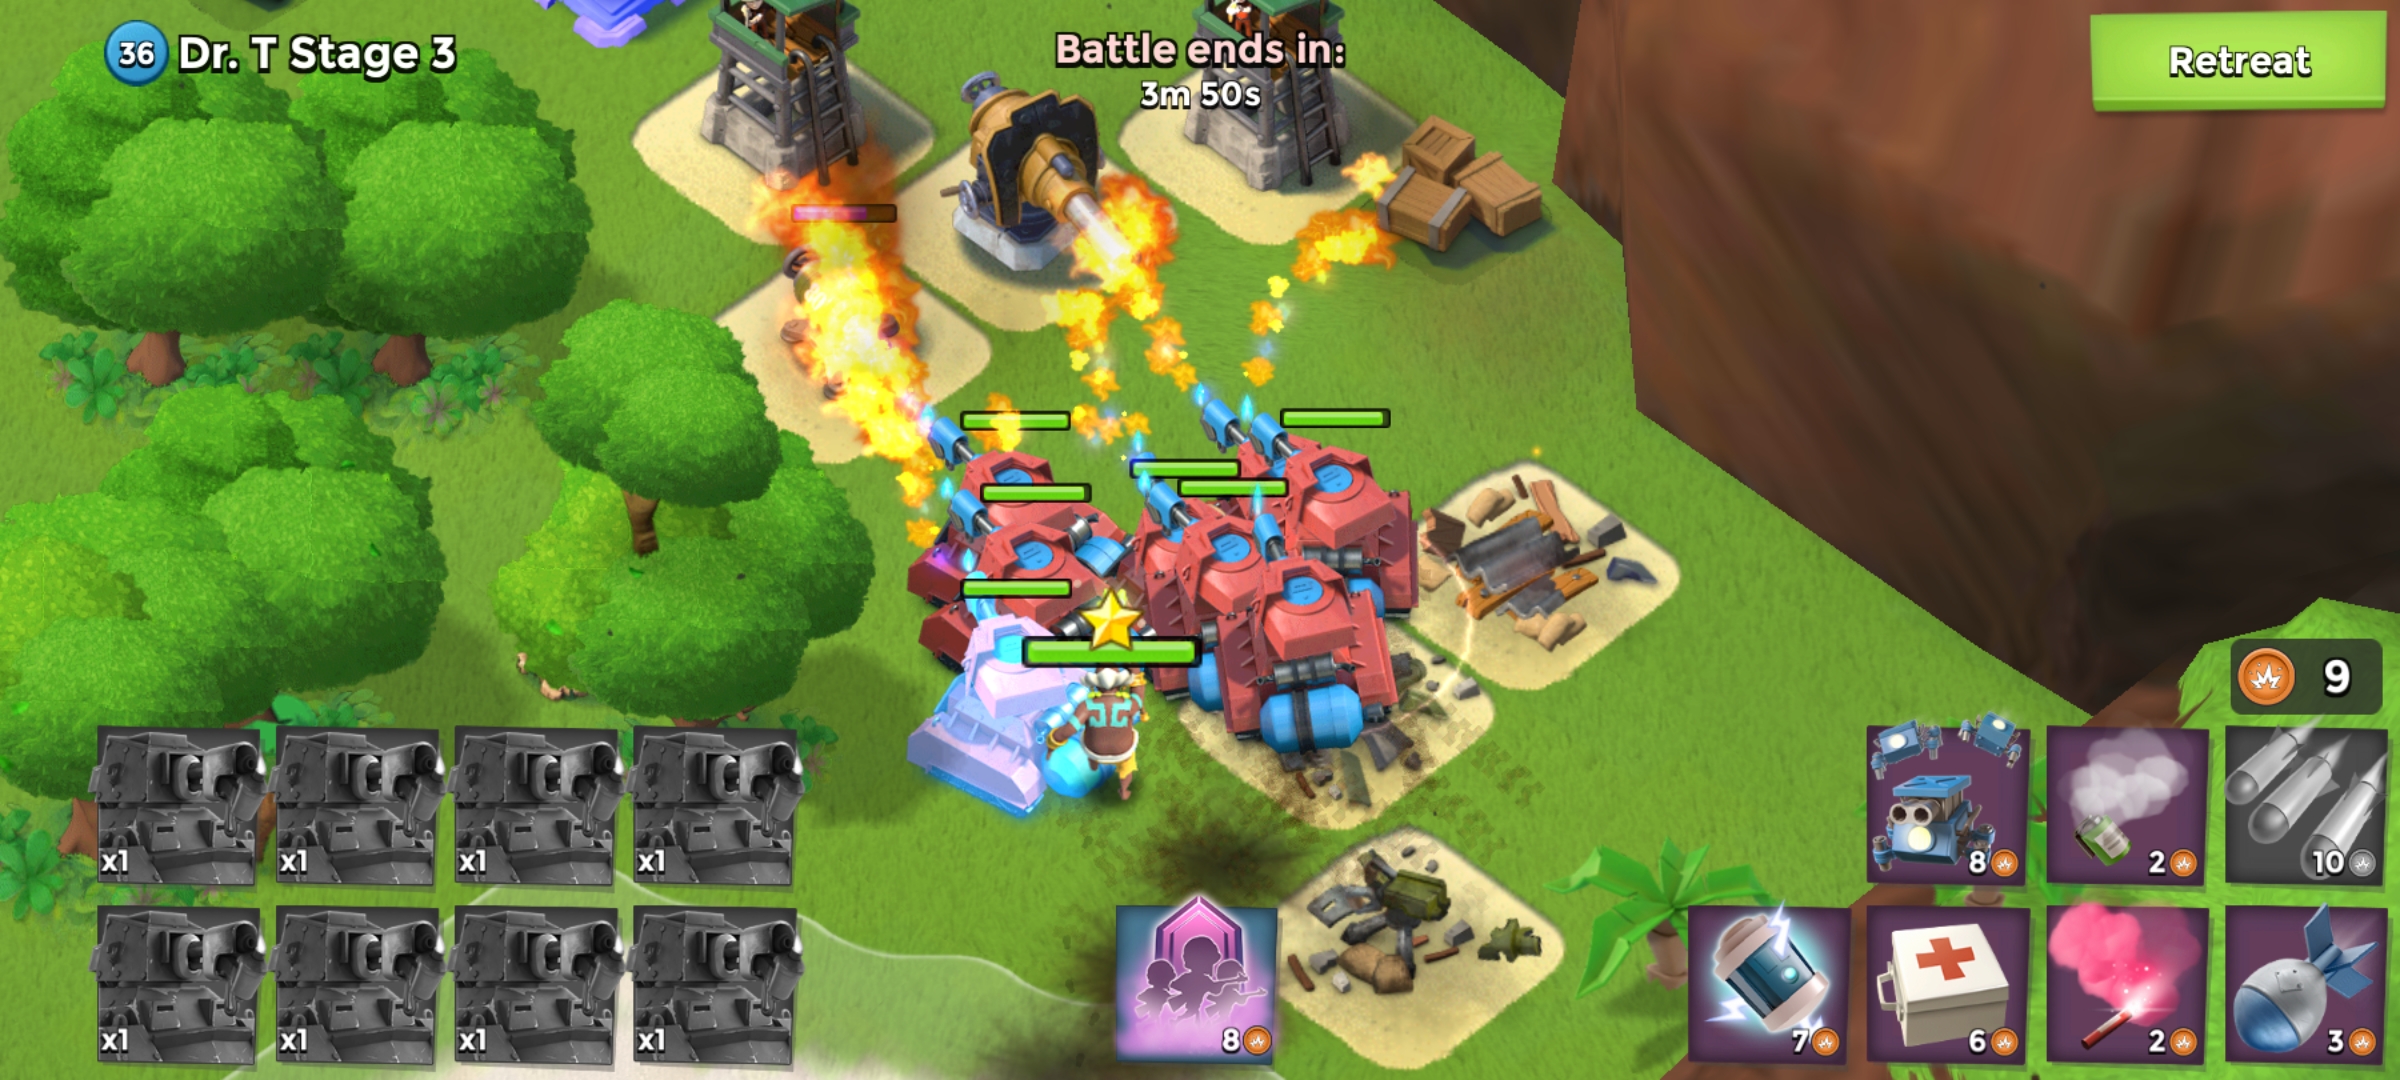 36 Dr. T Stage 3
Battle ends in:
3m 50s
Retreat
9
x1 x1 x1 x1
8 2 10
x1 x1 x1 x1
8 7 6 2 3